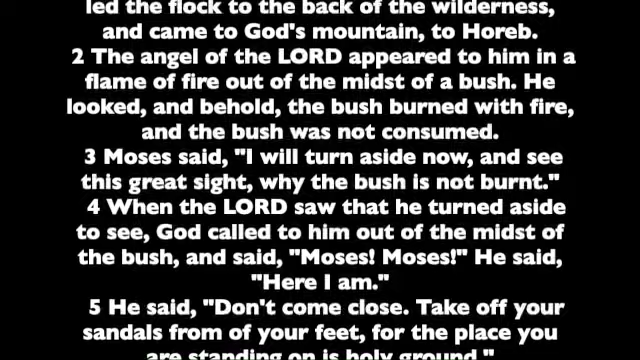 led the flock to the back of the wilderness,
and came to God's mountain, to Horeb.
2 The angel of the LORD appeared to him in a
flame of fire out of the midst of a bush. He
looked, and behold, the bush burned with fire,
and the bush was not consumed.
3 Moses said, "I will turn aside now, and see
this great sight, why the bush is not burnt."
4 When the LORD saw that he turned aside
to see, God called to him out of the midst of
the bush, and said, "Moses! Moses!" He said,
"Here I am."
5 He said, "Don't come close. Take off your
sandals from of your feet, for the place you
are standing on is holy ground."